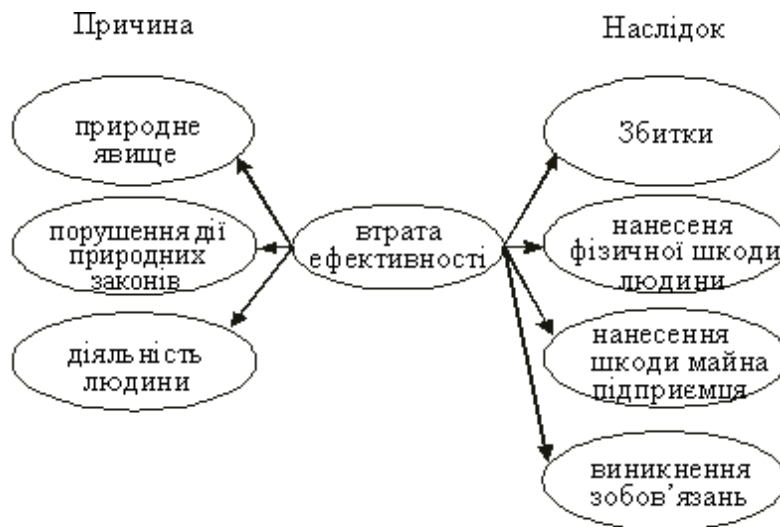 Причина
Наслідок
природне
явище
порушення дії
природних
законів
діяльність
людини
втрата
ефективності
Збитки
нанесеня
фізичної шкоди
людини
нанесення
шкоди майна
підприємця
виникнення
зобов’язань